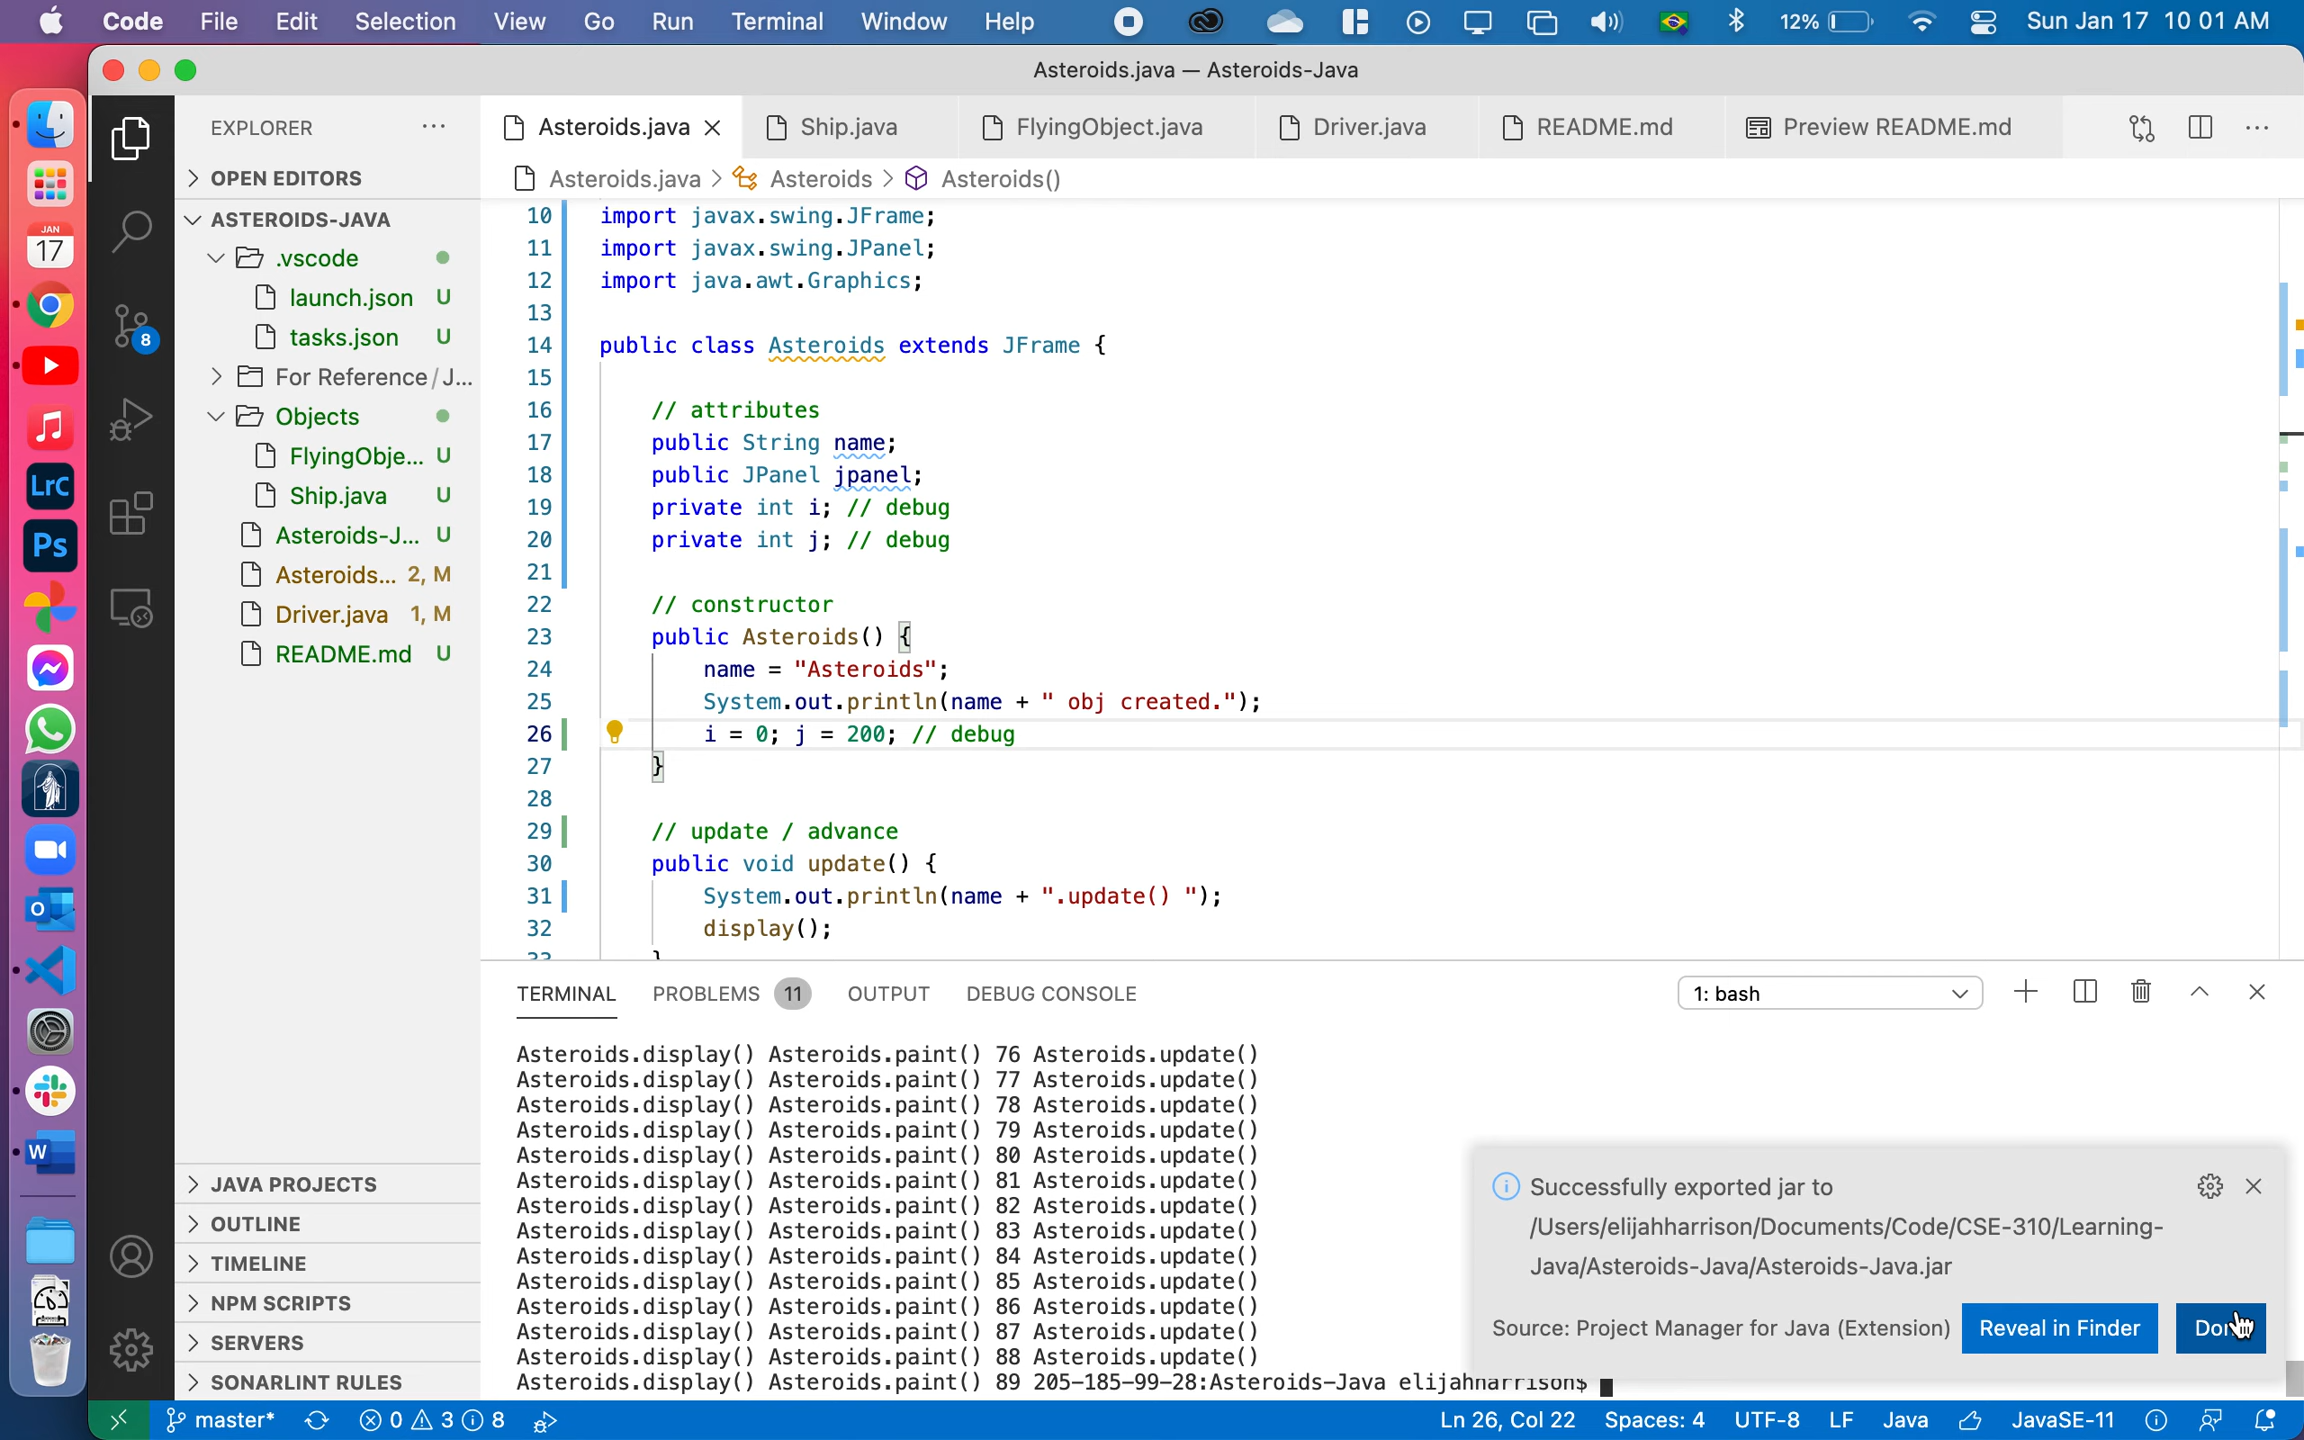 Code File Edit Selection View Go Run Terminal Window Help 12% Sun Jan 17 10 01 AM
Asteroids.java — Asteroids-Java
EXPLORER ···
Asteroids.java Ship.java FlyingObject.java Driver.java README.md Preview README.md
OPEN EDITORS
Asteroids.java > Asteroids > Asteroids()
ASTEROIDS-JAVA
.vscode
launch.json U
tasks.json U
For Reference / J...
Objects
FlyingObje... U
Ship.java U
Asteroids-J... U
Asteroids... 2, M
Driver.java 1, M
README.md U
JAVA PROJECTS
OUTLINE
TIMELINE
NPM SCRIPTS
SERVERS
SONARLINT RULES
JAN
17
LrC
Ps
8
10 import javax.swing.JFrame;
11 import javax.swing.JPanel;
12 import java.awt.Graphics;
13
14 public class Asteroids extends JFrame {
15
16 // attributes
17 public String name;
18 public JPanel jpanel;
19 private int i; // debug
20 private int j; // debug
21
22 // constructor
23 public Asteroids() {
24 name = "Asteroids";
25 System.out.println(name + " obj created.");
26 i = 0; j = 200; // debug
27 }
28
29 // update / advance
30 public void update() {
31 System.out.println(name + ".update() ");
32 display();
33 }
TERMINAL PROBLEMS 11 OUTPUT DEBUG CONSOLE 1: bash
Asteroids.display() Asteroids.paint() 76 Asteroids.update()
Asteroids.display() Asteroids.paint() 77 Asteroids.update()
Asteroids.display() Asteroids.paint() 78 Asteroids.update()
Asteroids.display() Asteroids.paint() 79 Asteroids.update()
Asteroids.display() Asteroids.paint() 80 Asteroids.update()
Asteroids.display() Asteroids.paint() 81 Asteroids.update()
Asteroids.display() Asteroids.paint() 82 Asteroids.update()
Asteroids.display() Asteroids.paint() 83 Asteroids.update()
Asteroids.display() Asteroids.paint() 84 Asteroids.update()
Asteroids.display() Asteroids.paint() 85 Asteroids.update()
Asteroids.display() Asteroids.paint() 86 Asteroids.update()
Asteroids.display() Asteroids.paint() 87 Asteroids.update()
Asteroids.display() Asteroids.paint() 88 Asteroids.update()
Asteroids.display() Asteroids.paint() 89 205-185-99-28:Asteroids-Java elijahharrison$
Successfully exported jar to
/Users/elijahharrison/Documents/Code/CSE-310/Learning-
Java/Asteroids-Java/Asteroids-Java.jar
Source: Project Manager for Java (Extension) Reveal in Finder
master* 0 3 8 Ln 26, Col 22 Spaces: 4 UTF-8 LF Java JavaSE-11